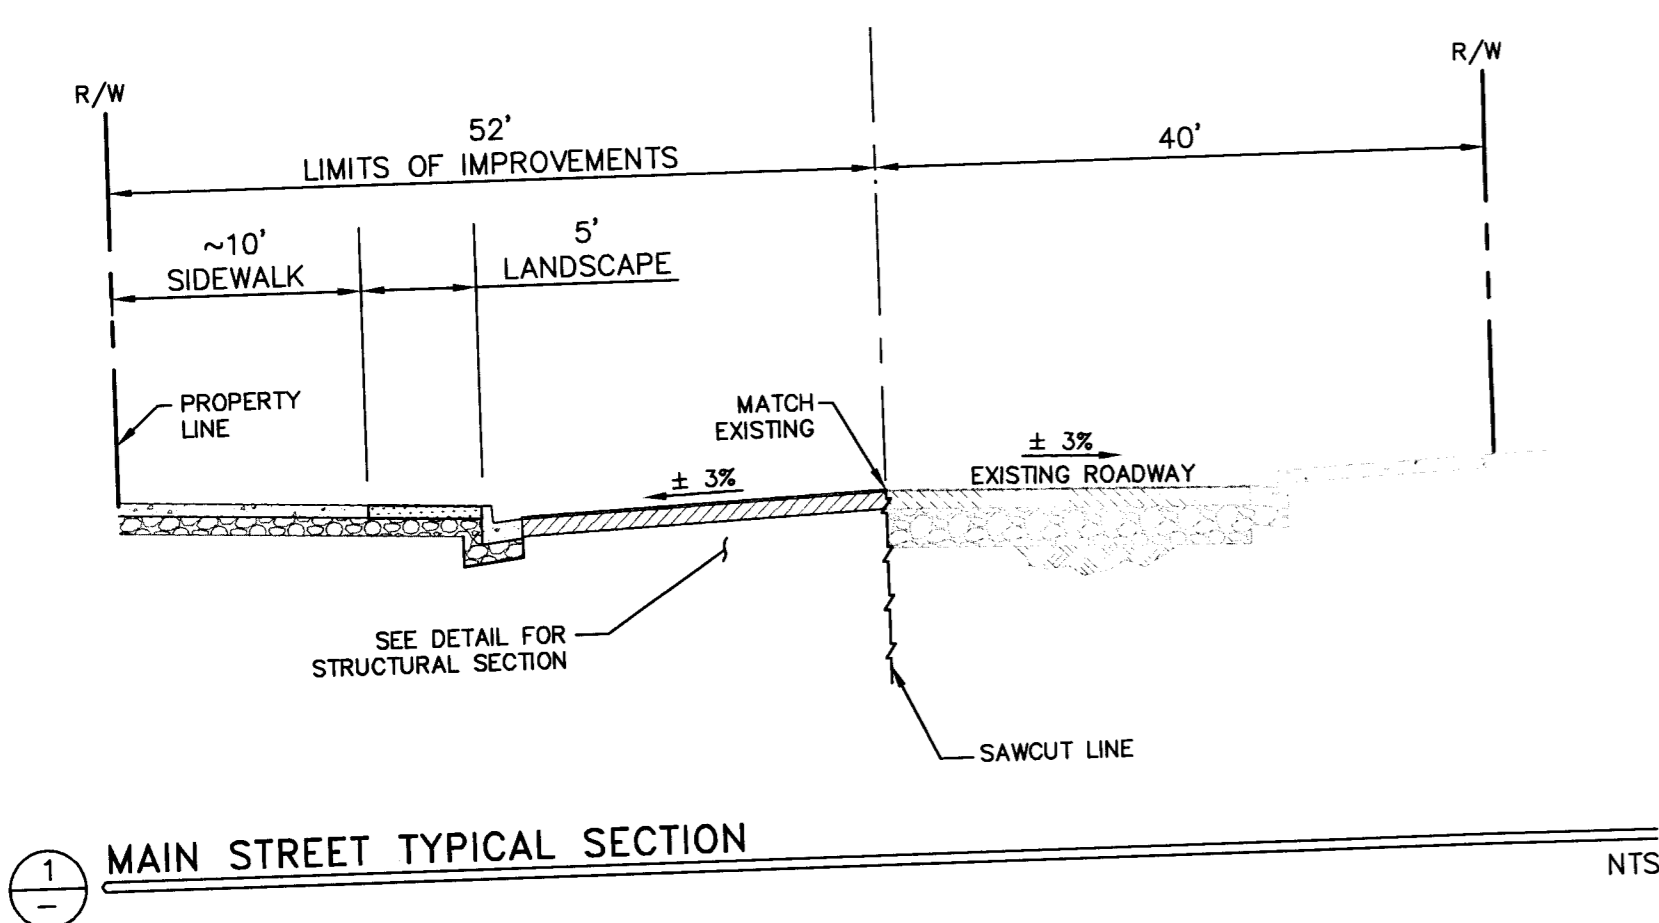 R/W
R/W
52'
LIMITS OF IMPROVEMENTS
40'
~10'
SIDEWALK
5'
LANDSCAPE
PROPERTY
LINE
MATCH
EXISTING
± 3%
± 3%
EXISTING ROADWAY
SEE DETAIL FOR
STRUCTURAL SECTION
SAWCUT LINE
1
–
MAIN STREET TYPICAL SECTION
NTS